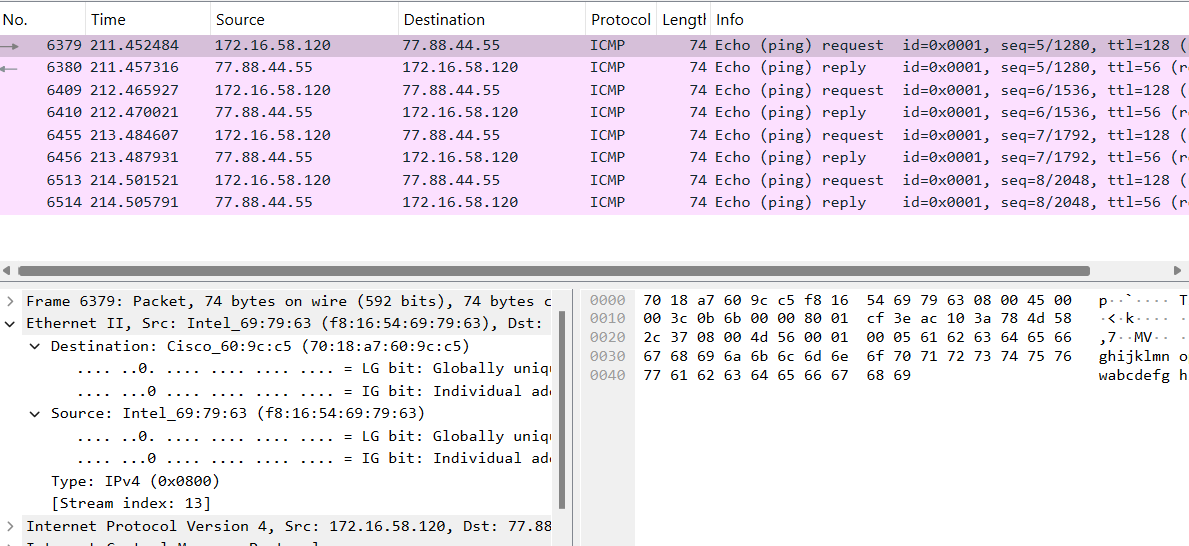 No. Time Source Destination Protocol Length Info
6379 211.452484 172.16.58.120 77.88.44.55 ICMP 74 Echo (ping) request id=0x0001, seq=5/1280, ttl=128 (
6380 211.457316 77.88.44.55 172.16.58.120 ICMP 74 Echo (ping) reply id=0x0001, seq=5/1280, ttl=56 (r
6409 212.465927 172.16.58.120 77.88.44.55 ICMP 74 Echo (ping) request id=0x0001, seq=6/1536, ttl=128 (
6410 212.470021 77.88.44.55 172.16.58.120 ICMP 74 Echo (ping) reply id=0x0001, seq=6/1536, ttl=56 (r
6455 213.484607 172.16.58.120 77.88.44.55 ICMP 74 Echo (ping) request id=0x0001, seq=7/1792, ttl=128 (
6456 213.487931 77.88.44.55 172.16.58.120 ICMP 74 Echo (ping) reply id=0x0001, seq=7/1792, ttl=56 (r
6513 214.501521 172.16.58.120 77.88.44.55 ICMP 74 Echo (ping) request id=0x0001, seq=8/2048, ttl=128 (
6514 214.505791 77.88.44.55 172.16.58.120 ICMP 74 Echo (ping) reply id=0x0001, seq=8/2048, ttl=56 (r
Frame 6379: Packet, 74 bytes on wire (592 bits), 74 bytes c
Ethernet II, Src: Intel_69:79:63 (f8:16:54:69:79:63), Dst:
Destination: Cisco_60:9c:c5 (70:18:a7:60:9c:c5)
.... ..0. .... .... .... .... = LG bit: Globally uniq
.... ...0 .... .... .... .... = IG bit: Individual ad
Source: Intel_69:79:63 (f8:16:54:69:79:63)
.... ..0. .... .... .... .... = LG bit: Globally uniq
.... ...0 .... .... .... .... = IG bit: Individual ad
Type: IPv4 (0x0800)
[Stream index: 13]
Internet Protocol Version 4, Src: 172.16.58.120, Dst: 77.88
0000 70 18 a7 60 9c c5 f8 16 54 69 79 63 08 00 45 00 p··`···· T
0010 00 3c 0b 6b 00 00 80 01 cf 3e ac 10 3a 78 4d 58 ·<·k···· ·
0020 2c 37 08 00 4d 56 00 01 00 05 61 62 63 64 65 66 ,7··MV·· ·
0030 67 68 69 6a 6b 6c 6d 6e 6f 70 71 72 73 74 75 76 ghijklmn o
0040 77 61 62 63 64 65 66 67 68 69 wabcdefg h